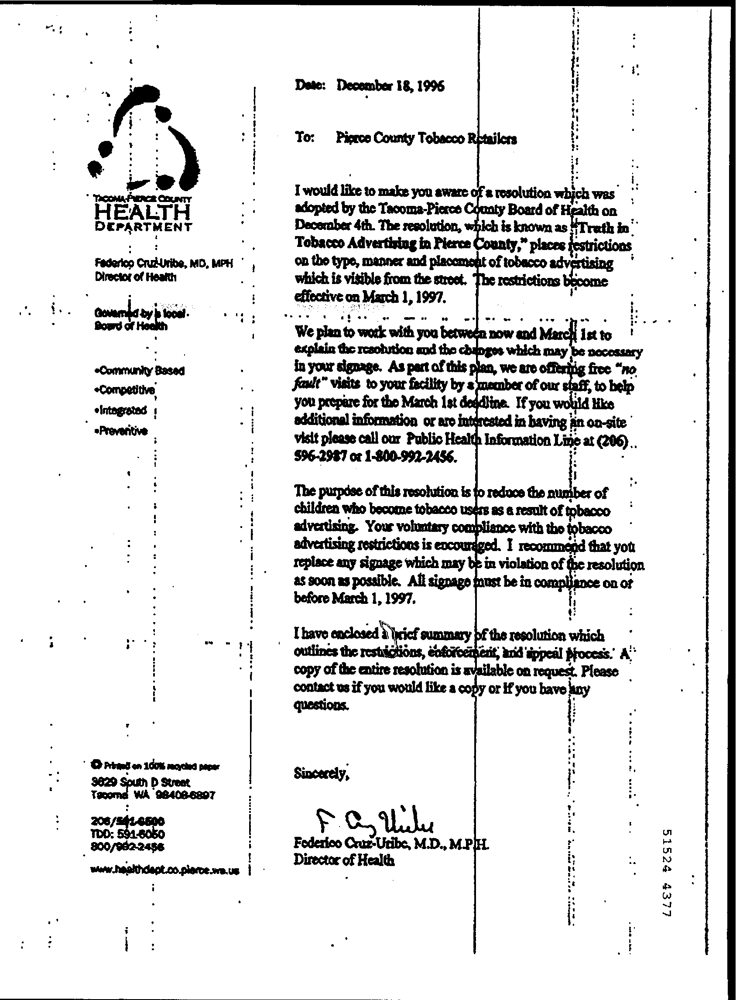 Date: December 18, 1996
To: Pierce County Tobacco Retailers
I would like to make you aware of a resolution which was
adopted by the Tacoma-Pierce County Board of Health on
December 4th. The resolution, which is known as "Truth in
Tobacco Advertising in Pierce County," places restrictions
on the type, manner and placement of tobacco advertising
which is visible from the street. The restrictions become
effective on March 1, 1997.
We plan to work with you between now and March 1st to
explain the resolution and the changes which may be necessary
in your signage. As part of this plan, we are offering free "no
fault" visits to your facility by a member of our staff, to help
you prepare for the March 1st deadline. If you would like
additional information or are interested in having an on-site
visit please call our Public Health Information Line at (206)
596-2987 or 1-800-992-2456.
The purpose of this resolution is to reduce the number of
children who become tobacco users as a result of tobacco
advertising. Your voluntary compliance with the tobacco
advertising restrictions is encouraged. I recommend that you
replace any signage which may be in violation of the resolution
as soon as possible. All signage must be in compliance on or
before March 1, 1997.
I have enclosed a brief summary of the resolution which
outlines the restrictions, enforcement, and appeal process. A
copy of the entire resolution is available on request. Please
contact us if you would like a copy or if you have any
questions.
Sincerely,
F. Cruz Uribe
Federico Cruz-Uribe, M.D., M.P.H.
Director of Health
TACOMA-PIERCE COUNTY
HEALTH
DEPARTMENT
Federico Cruz-Uribe, MD, MPH
Director of Health
Governed by a local
Board of Health
•Community Based
•Competitive
•Integrated
•Preventive
Printed on 100% recycled paper
3629 South D Street
Tacoma WA 98408-6897
206/591-6500
TDD: 591-6050
800/992-2456
www.healthdept.co.pierce.wa.us
51524 4377